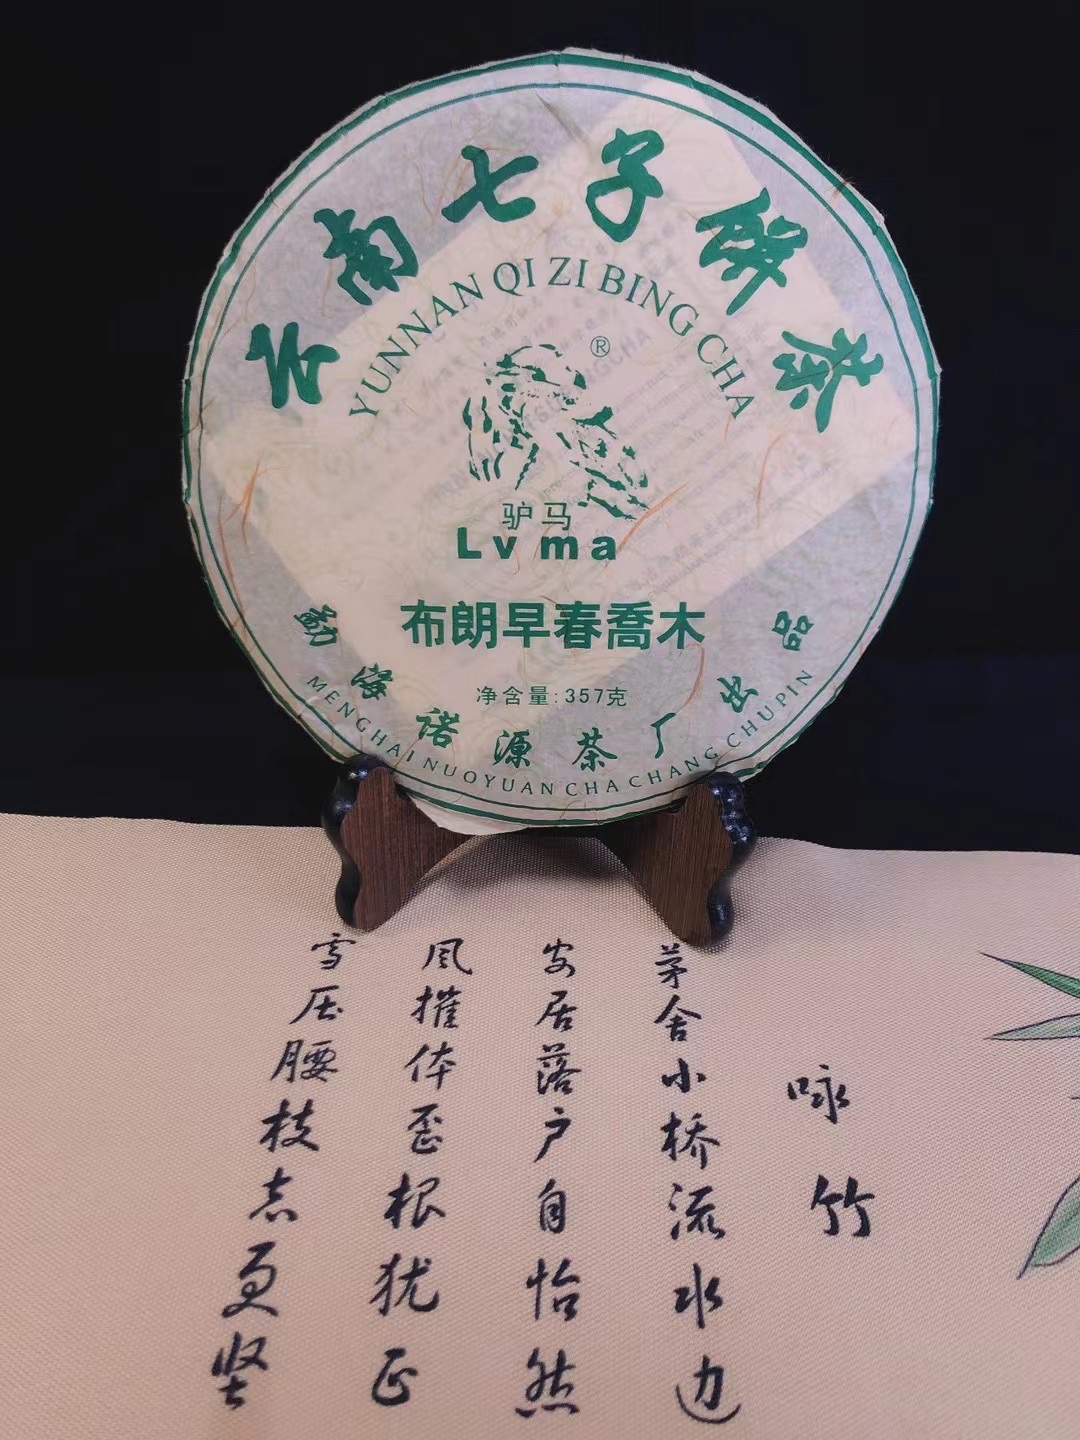 云南七子饼茶
YUNNAN QI ZI BING CHA
®
驴马
Lvma
布朗早春喬木
净含量:357克
勐海诺源茶厂出品
MENGHAI NUOYUAN CHA CHANG CHUPIN
咏竹
茅舍小桥流水边
安居落户自怡然
风摧体歪根犹正
雪压腰枝志更坚